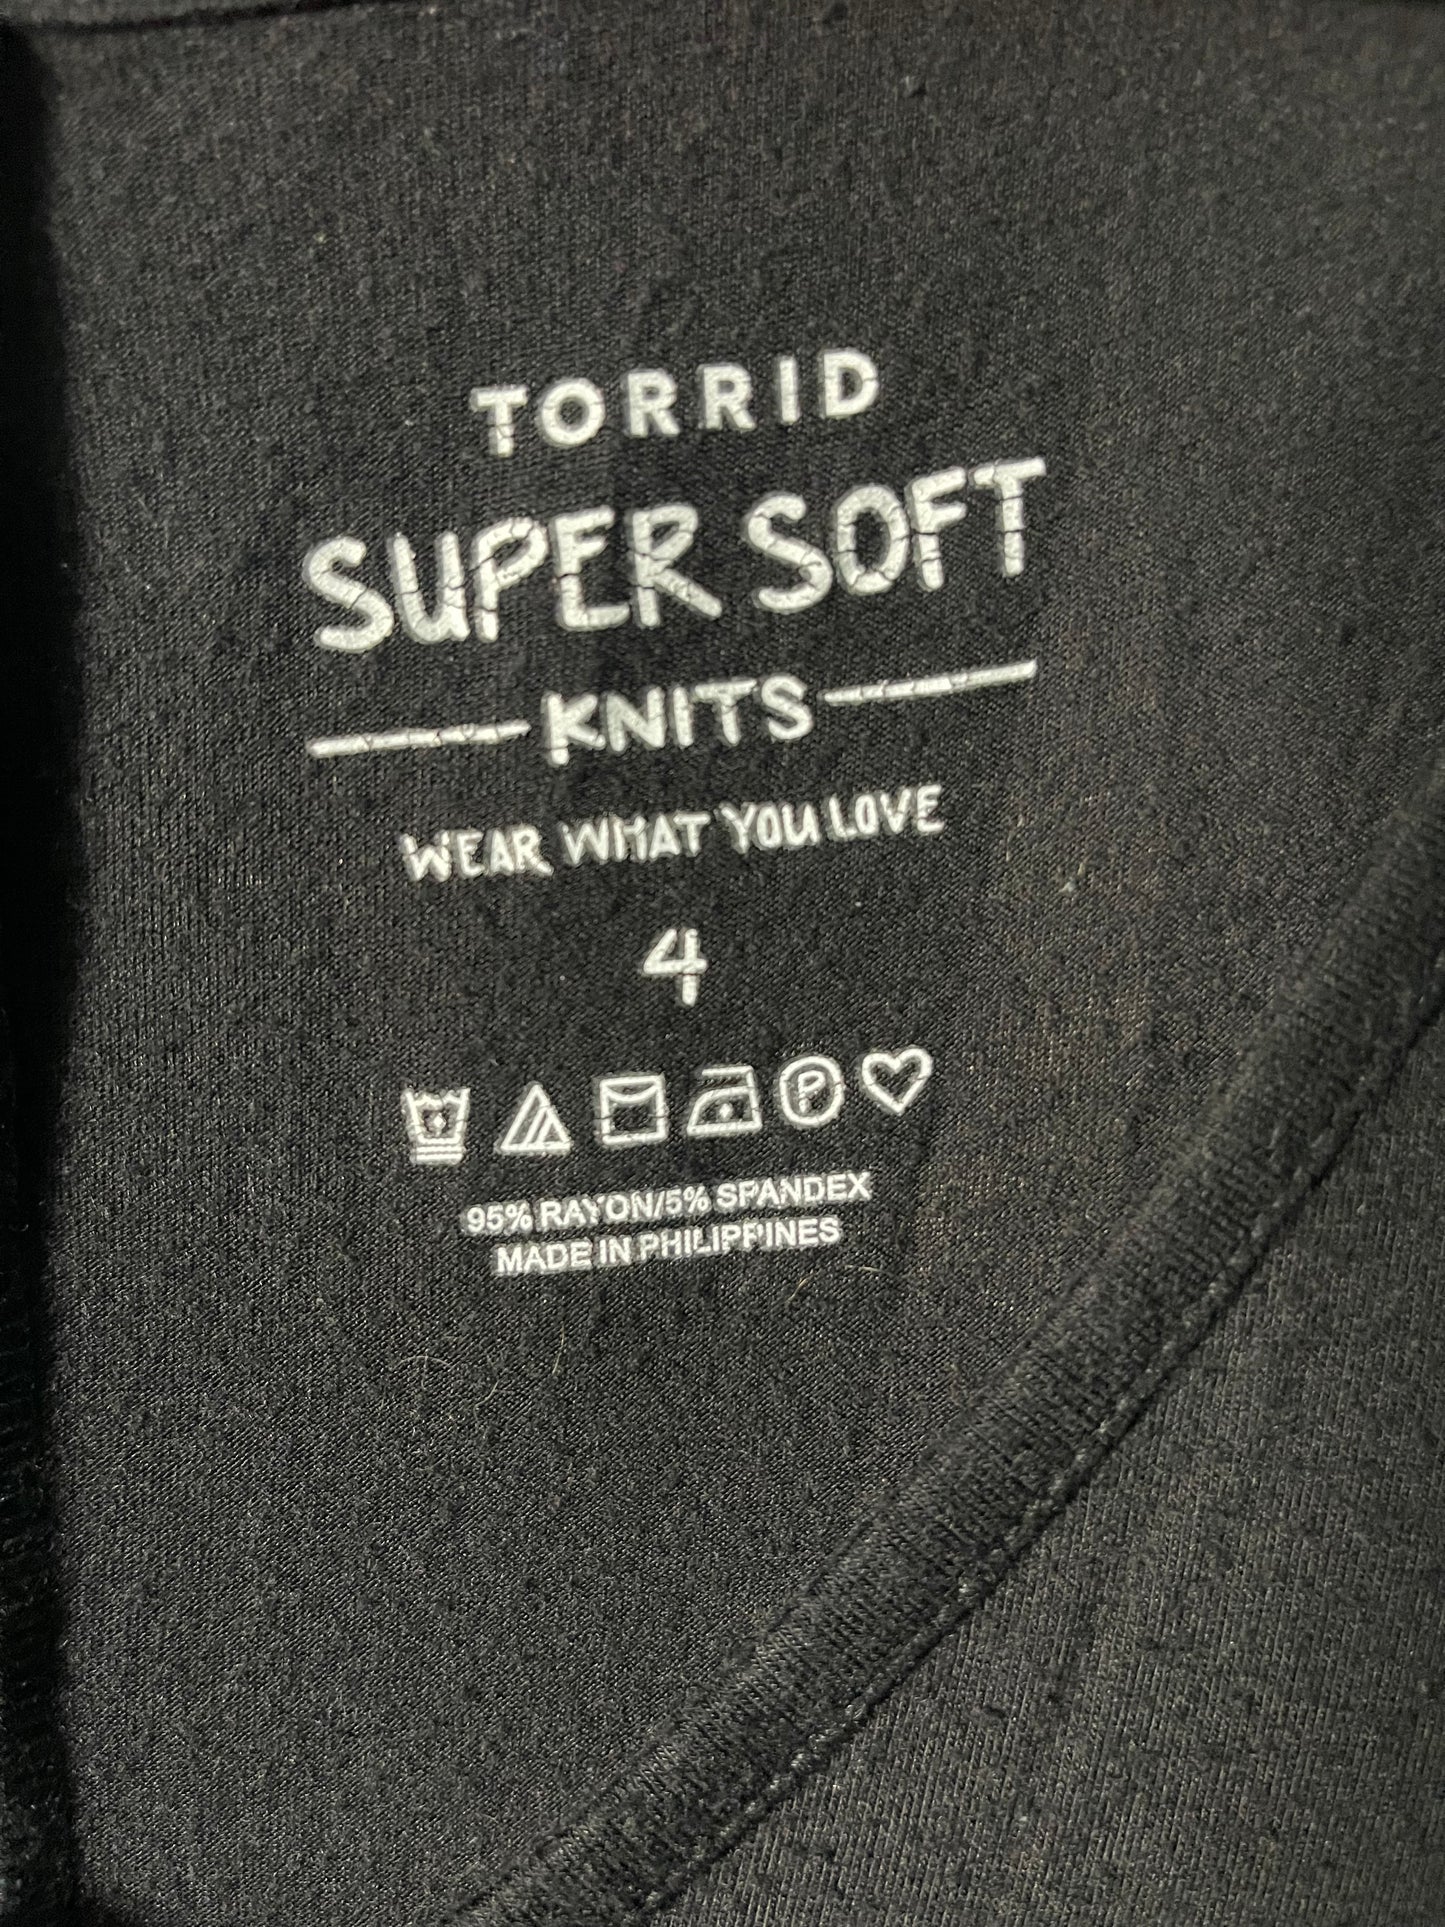 TORRID
SUPER SOFT
KNITS
WEAR WHAT YOU LOVE
4
P
95% RAYON/5% SPANDEX
MADE IN PHILIPPINES